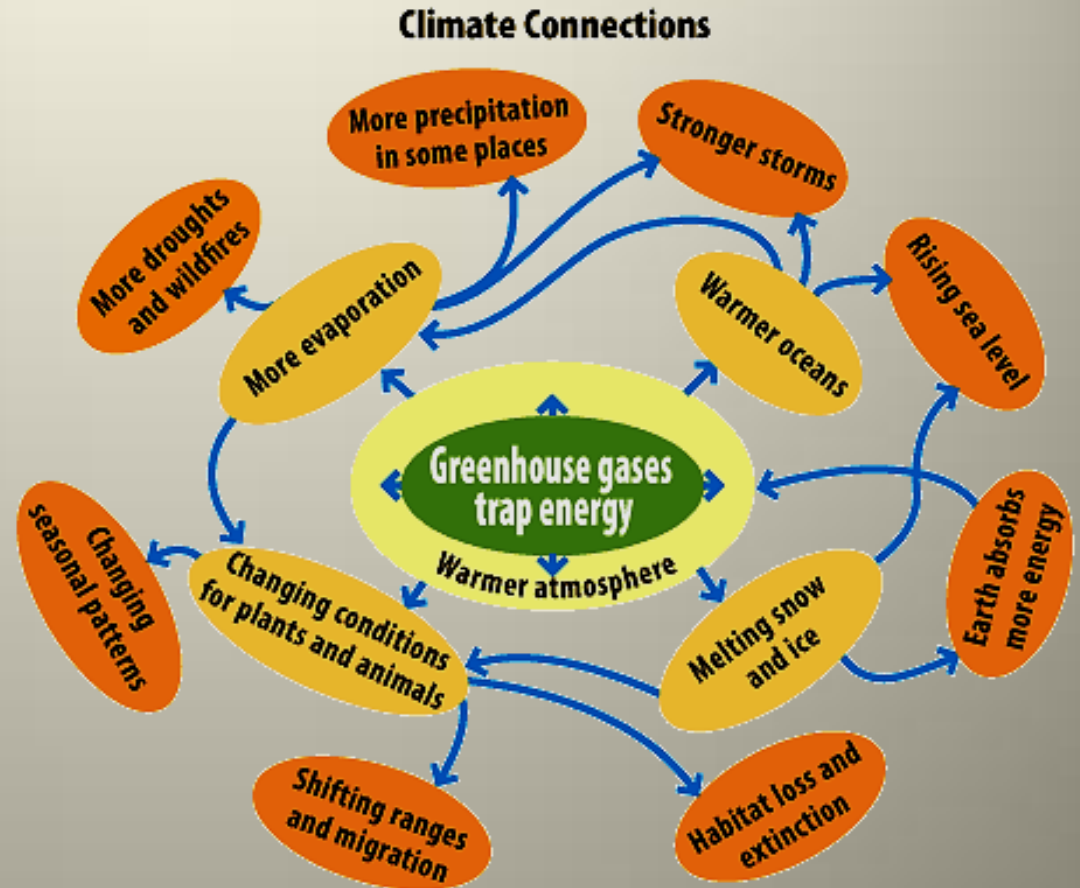 Climate Connections
More precipitation
in some places
Stronger storms
More droughts
and wildfires
More evaporation
Warmer oceans
Rising sea level
Greenhouse gases
trap energy
Warmer atmosphere
Changing
seasonal patterns
Changing conditions
for plants and animals
Melting snow
and ice
Earth absorbs
more energy
Shifting ranges
and migration
Habitat loss and
extinction